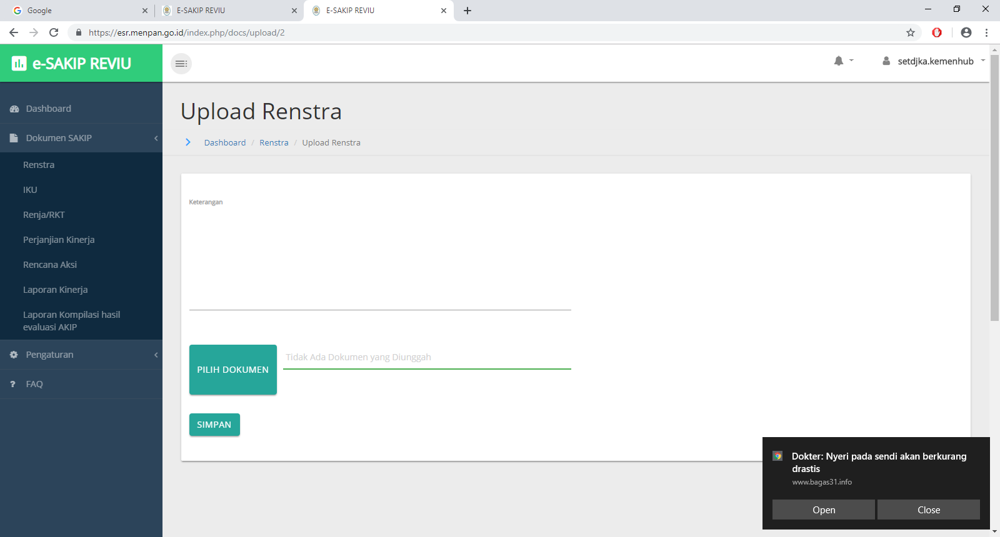 Google
E-SAKIP REVIU
E-SAKIP REVIU
https://esr.menpan.go.id/index.php/docs/upload/2
e-SAKIP REVIU
setdjka.kemenhub
Dashboard
Dokumen SAKIP
Renstra
IKU
Renja/RKT
Perjanjian Kinerja
Rencana Aksi
Laporan Kinerja
Laporan Kompilasi hasil
evaluasi AKIP
Pengaturan
FAQ
Upload Renstra
Dashboard / Renstra / Upload Renstra
Keterangan
PILIH DOKUMEN
Tidak Ada Dokumen yang Diunggah
SIMPAN
Dokter: Nyeri pada sendi akan berkurang
drastis
www.bagas31.info
Open
Close